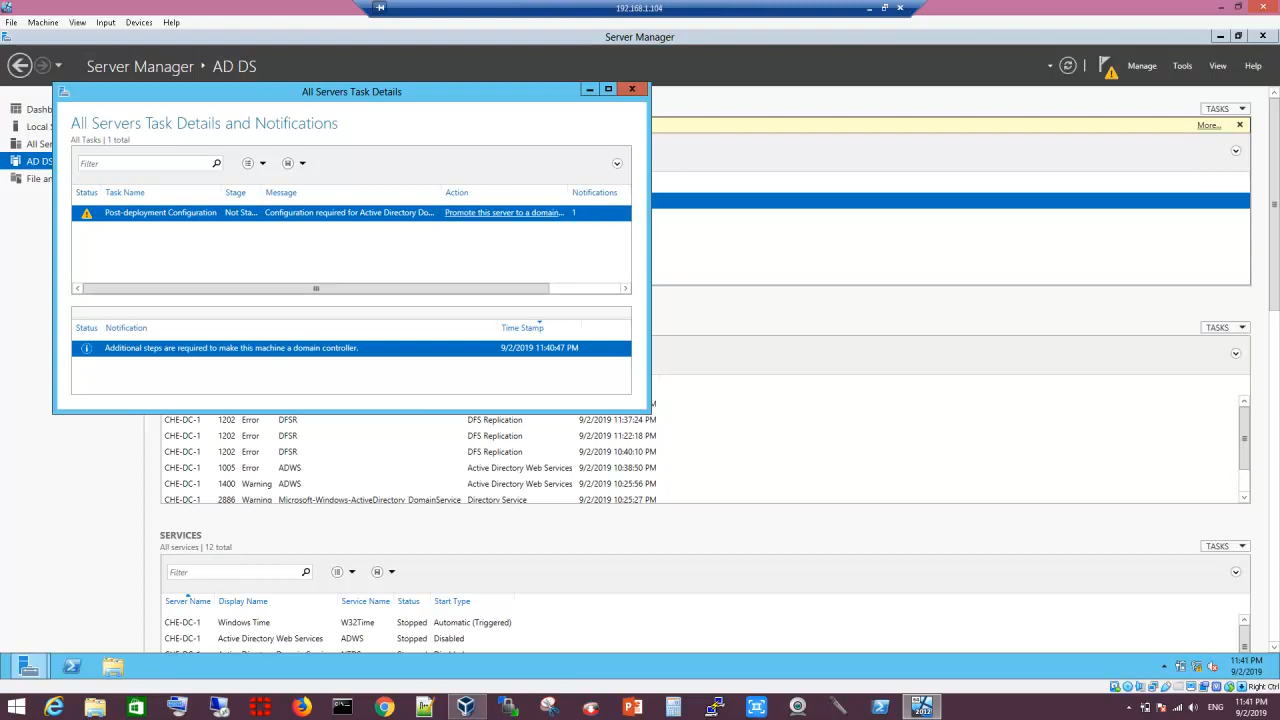 192.168.1.104
File Machine View Input Devices Help
Server Manager
Server Manager • AD DS
Manage Tools View Help
Dashb
Local S
All Ser
AD DS
File an
All Servers Task Details
All Servers Task Details and Notifications
All Tasks | 1 total
Filter
Status Task Name Stage Message Action Notifications
Post-deployment Configuration Not Sta... Configuration required for Active Directory Do... Promote this server to a domain... 1
Status Notification Time Stamp
Additional steps are required to make this machine a domain controller. 9/2/2019 11:40:47 PM
TASKS
More...
TASKS
CHE-DC-1 1202 Error DFSR DFS Replication 9/2/2019 11:37:24 PM
CHE-DC-1 1202 Error DFSR DFS Replication 9/2/2019 11:22:18 PM
CHE-DC-1 1202 Error DFSR DFS Replication 9/2/2019 10:40:10 PM
CHE-DC-1 1005 Error ADWS Active Directory Web Services 9/2/2019 10:38:50 PM
CHE-DC-1 1400 Warning ADWS Active Directory Web Services 9/2/2019 10:25:56 PM
CHE-DC-1 2886 Warning Microsoft-Windows-ActiveDirectory_DomainService Directory Service 9/2/2019 10:25:27 PM
SERVICES
All services | 12 total
TASKS
Filter
Server Name Display Name Service Name Status Start Type
CHE-DC-1 Windows Time W32Time Stopped Automatic (Triggered)
CHE-DC-1 Active Directory Web Services ADWS Stopped Disabled
11:41 PM
9/2/2019
Right Ctrl
2012
ENG
11:41 PM
9/2/2019